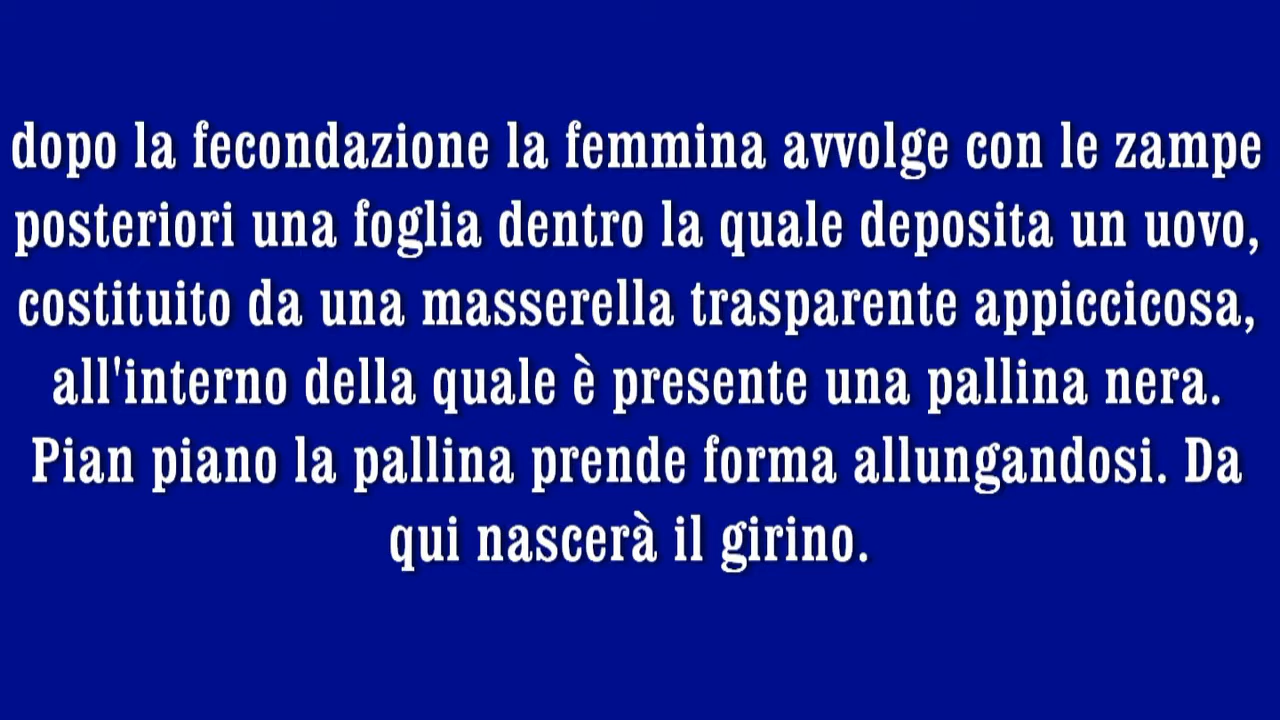 dopo la fecondazione la femmina avvolge con le zampe
posteriori una foglia dentro la quale deposita un uovo,
costituito da una masserella trasparente appiccicosa,
all'interno della quale è presente una pallina nera.
Pian piano la pallina prende forma allungandosi. Da
qui nascerà il girino.